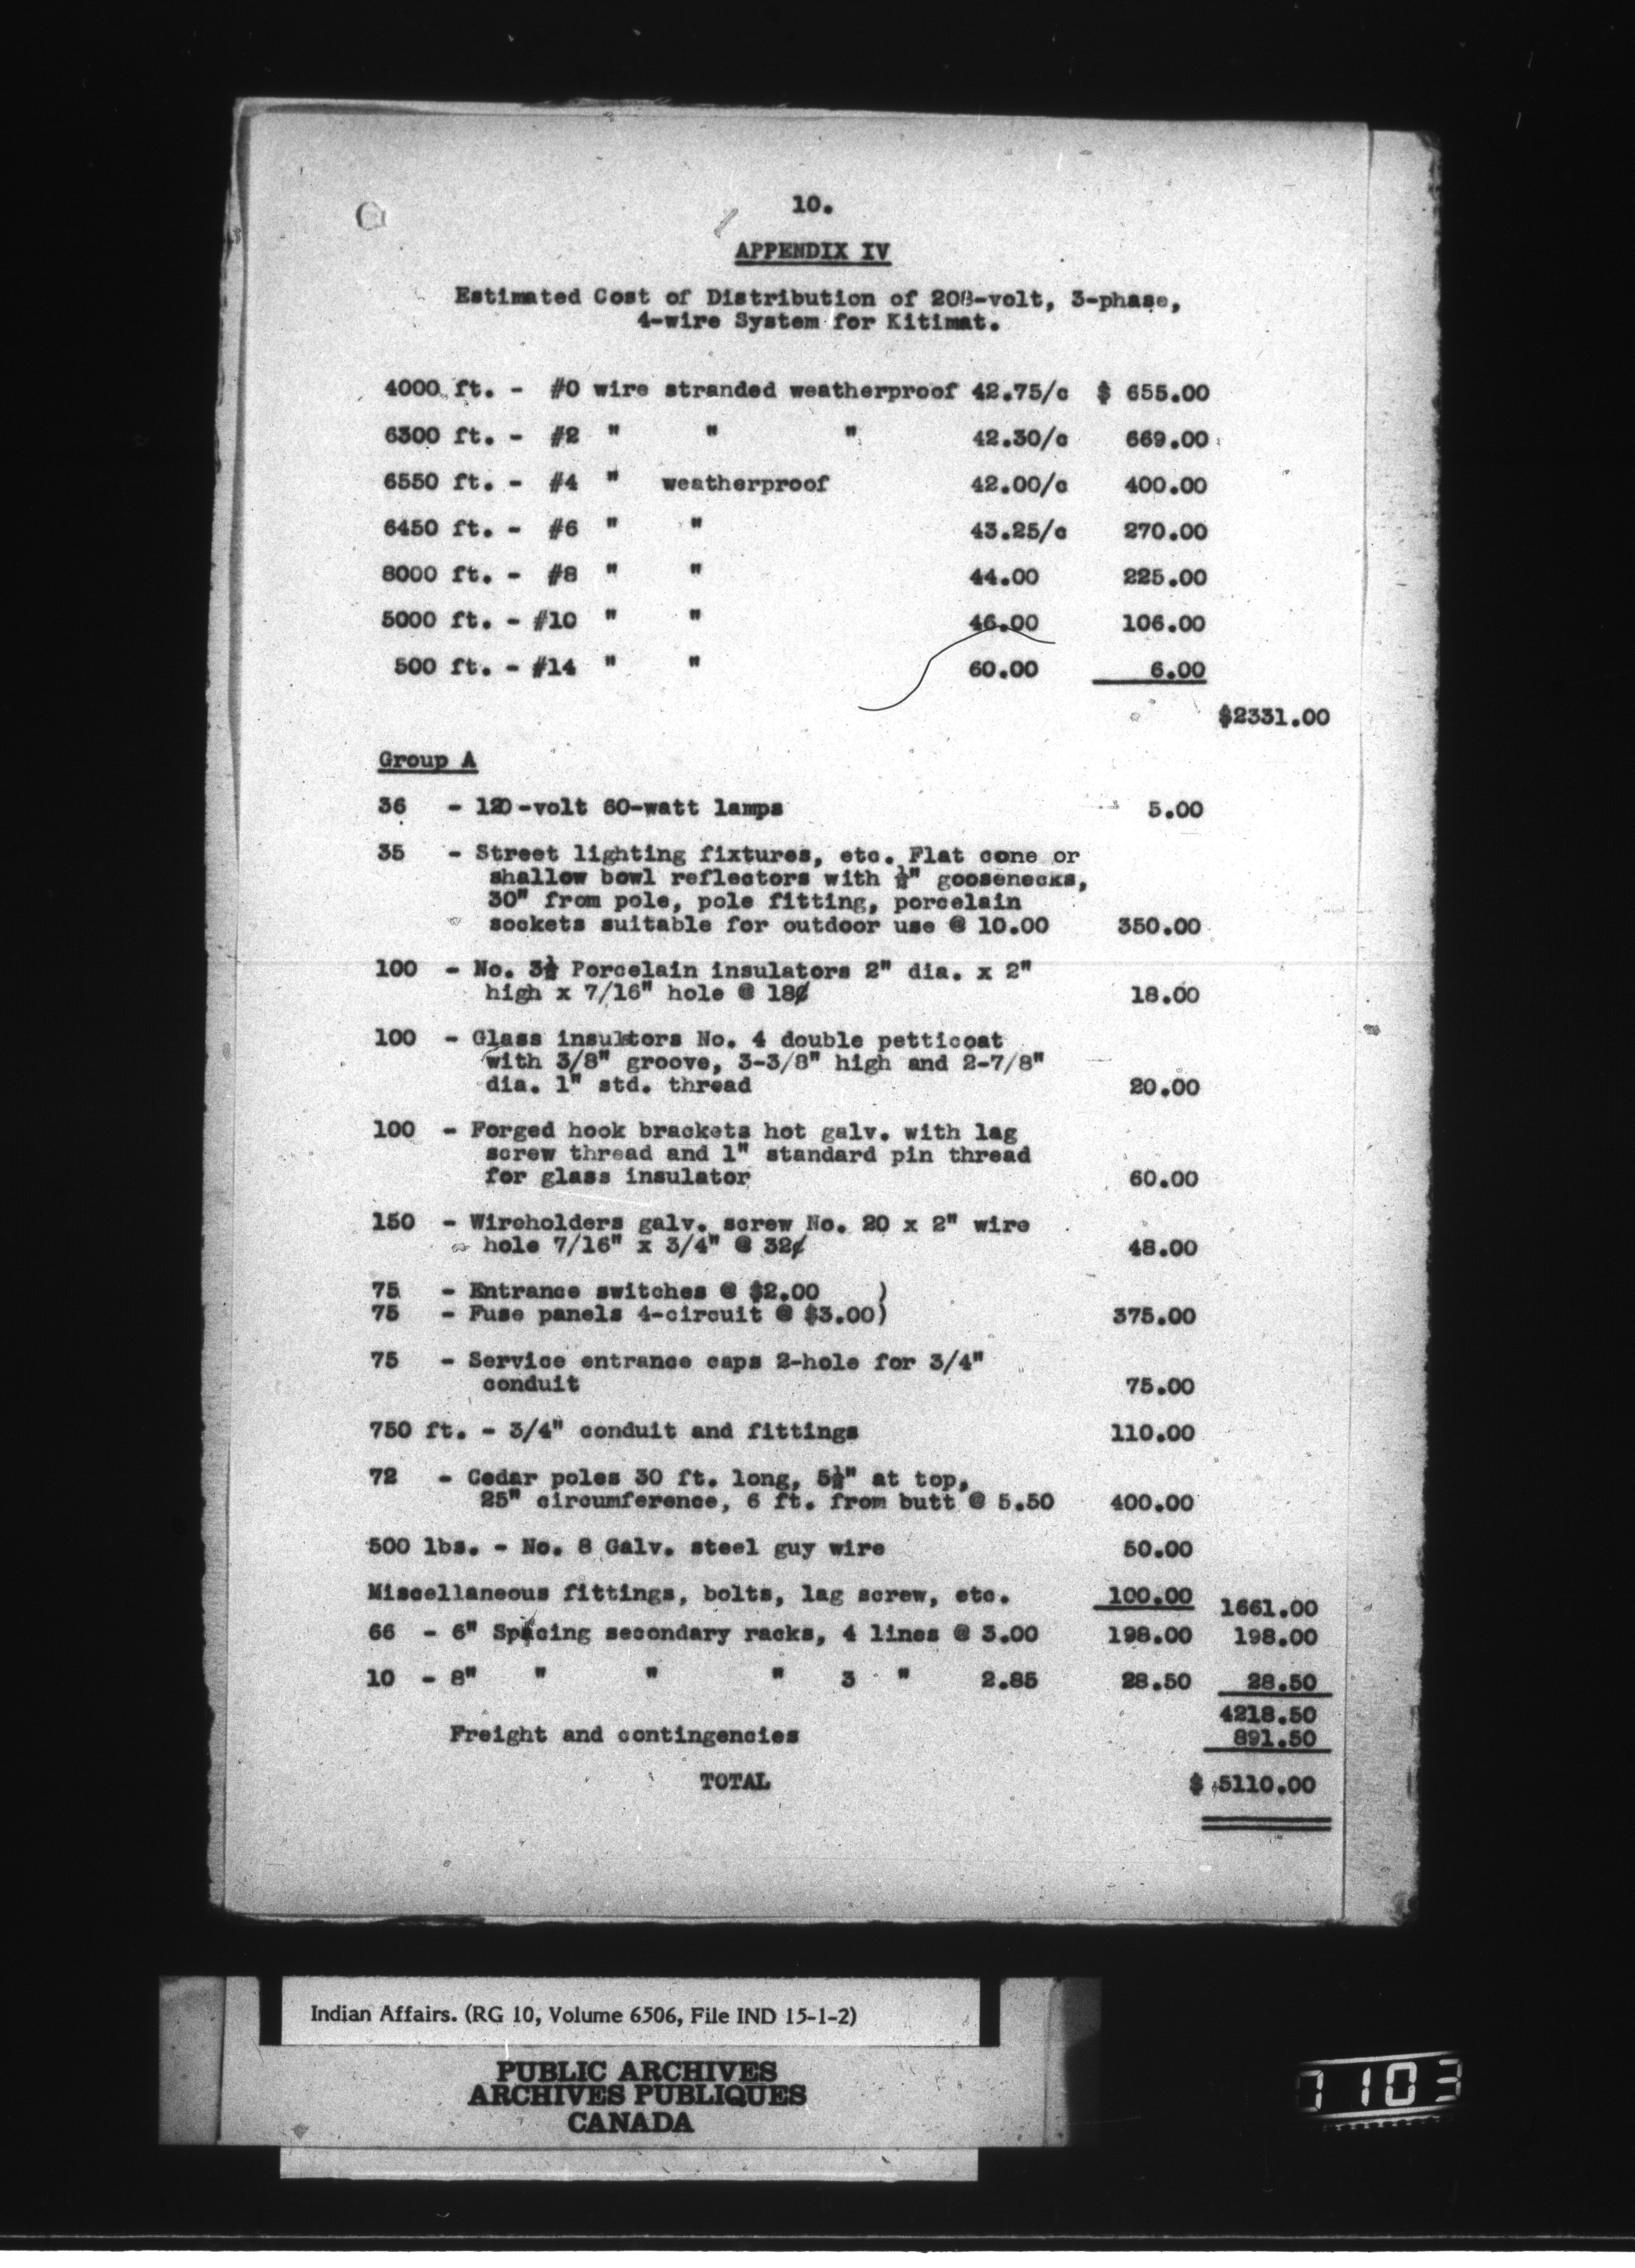 10.
APPENDIX IV
Estimated Cost of Distribution of 208-volt, 3-phase,
4-wire System for Kitimat.
4000 ft. - #0 wire stranded weatherproof 42.75/c $ 655.00
6300 ft. - #2 " " " 42.30/c 669.00
6550 ft. - #4 " weatherproof 42.00/c 400.00
6450 ft. - #6 " " 43.25/c 270.00
8000 ft. - #8 " " 44.00 225.00
5000 ft. - #10 " " 46.00 106.00
500 ft. - #14 " " 60.00 6.00
$2331.00
Group A
36 - 120-volt 60-watt lamps 5.00
35 - Street lighting fixtures, etc. Flat cone or
shallow bowl reflectors with ½" goosenecks,
30" from pole, pole fitting, porcelain
sockets suitable for outdoor use @ 10.00 350.00
100 - No. 3½ Porcelain insulators 2" dia. x 2"
high x 7/16" hole @ 18¢ 18.00
100 - Glass insultors No. 4 double petticoat
with 3/8" groove, 3-3/8" high and 2-7/8"
dia. 1" std. thread 20.00
100 - Forged hook brackets hot galv. with lag
screw thread and 1" standard pin thread
for glass insulator 60.00
150 - Wireholders galv. screw No. 20 x 2" wire
hole 7/16" x 3/4" @ 32¢ 48.00
75 - Entrance switches @ $2.00 )
75 - Fuse panels 4-circuit @ $3.00) 375.00
75 - Service entrance caps 2-hole for 3/4"
conduit 75.00
750 ft. - 3/4" conduit and fittings 110.00
72 - Cedar poles 30 ft. long, 5½" at top,
25" circumference, 6 ft. from butt @ 5.50 400.00
500 lbs. - No. 8 Galv. steel guy wire 50.00
Miscellaneous fittings, bolts, lag screw, etc. 100.00 1661.00
66 - 6" Spacing secondary racks, 4 lines @ 3.00 198.00 198.00
10 - 8" " " " 3 " 2.85 28.50 28.50
4218.50
Freight and contingencies 891.50
TOTAL $ 5110.00
Indian Affairs. (RG 10, Volume 6506, File IND 15-1-2)
PUBLIC ARCHIVES
ARCHIVES PUBLIQUES
CANADA
7103